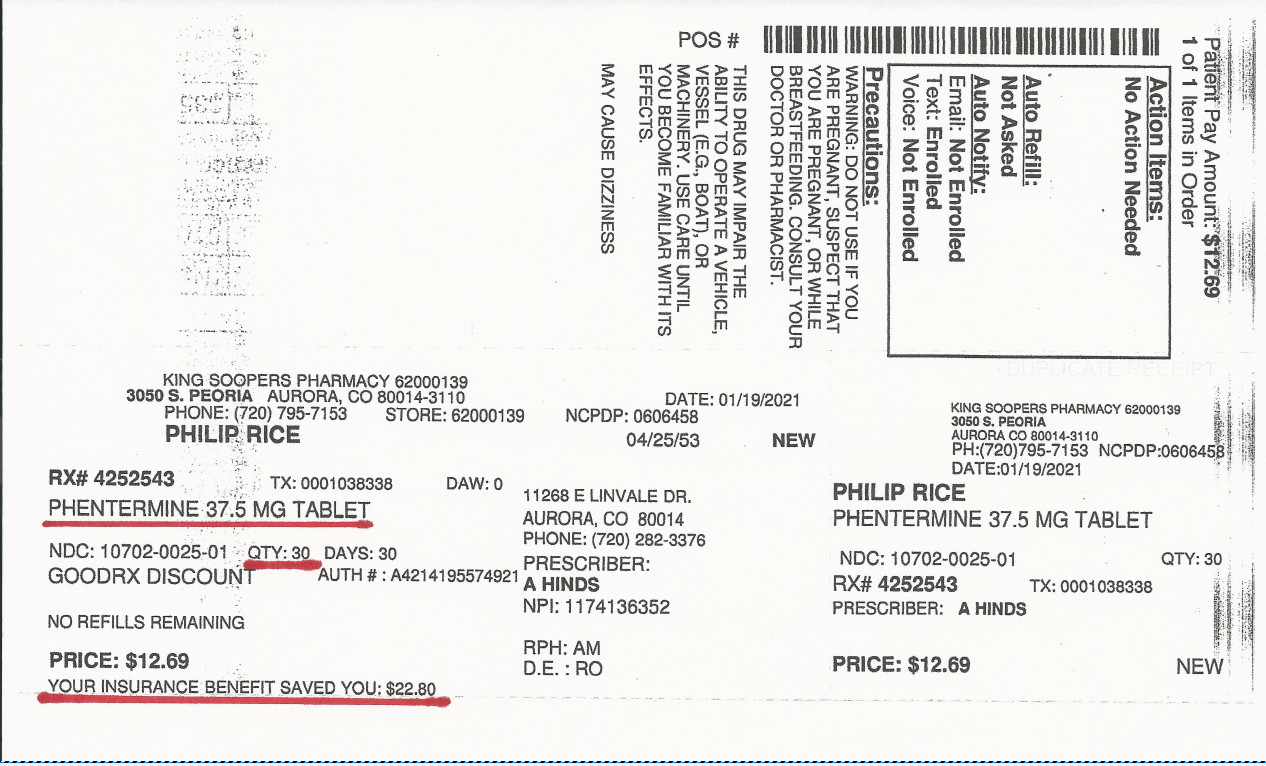 Patient Pay Amount: $12.69
1 of 1 Items in Order
Action Items:
No Action Needed
Auto Refill:
Not Asked
Auto Notify:
Email: Not Enrolled
Text: Enrolled
Voice: Not Enrolled
Precautions:
WARNING: DO NOT USE IF YOU
ARE PREGNANT, SUSPECT THAT
YOU ARE PREGNANT, OR WHILE
BREASTFEEDING. CONSULT YOUR
DOCTOR OR PHARMACIST.
POS #
THIS DRUG MAY IMPAIR THE
ABILITY TO OPERATE A VEHICLE,
VESSEL (E.G., BOAT), OR
MACHINERY. USE CARE UNTIL
YOU BECOME FAMILIAR WITH ITS
EFFECTS.
MAY CAUSE DIZZINESS
DUPLICATE RECEIPT
KING SOOPERS PHARMACY 62000139
3050 S. PEORIA AURORA, CO 80014-3110
PHONE: (720) 795-7153 STORE: 62000139 NCPDP: 0606458
DATE: 01/19/2021
PHILIP RICE 04/25/53 NEW
RX# 4252543 TX: 0001038338 DAW: 0
PHENTERMINE 37.5 MG TABLET
NDC: 10702-0025-01 QTY: 30 DAYS: 30
GOODRX DISCOUNT AUTH # : A4214195574921
NO REFILLS REMAINING
PRICE: $12.69
YOUR INSURANCE BENEFIT SAVED YOU: $22.80
11268 E LINVALE DR.
AURORA, CO 80014
PHONE: (720) 282-3376
PRESCRIBER:
A HINDS
NPI: 1174136352
RPH: AM
D.E. : RO
KING SOOPERS PHARMACY 62000139
3050 S. PEORIA
AURORA CO 80014-3110
PH:(720)795-7153 NCPDP:0606458
DATE:01/19/2021
PHILIP RICE
PHENTERMINE 37.5 MG TABLET
NDC: 10702-0025-01 QTY: 30
RX# 4252543 TX: 0001038338
PRESCRIBER: A HINDS
PRICE: $12.69 NEW